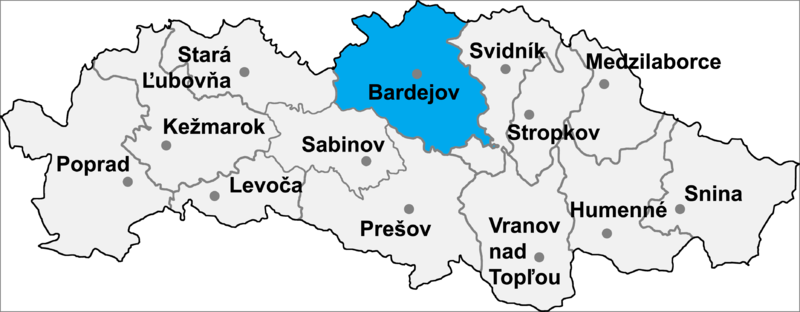 Stará
Ľubovňa
Svidník
Medzilaborce
Bardejov
Kežmarok
Stropkov
Sabinov
Poprad
Levoča
Snina
Humenné
Prešov
Vranov
nad
Topľou